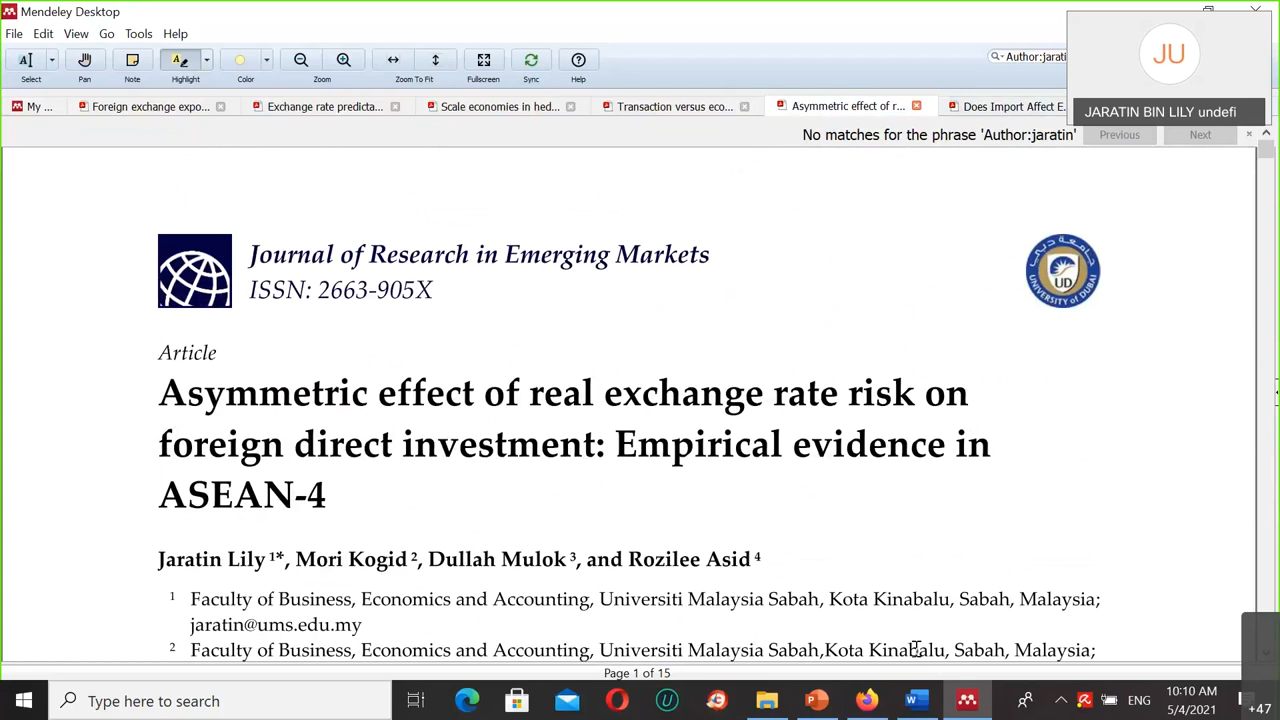 Mendeley Desktop
File Edit View Go Tools Help
Select Pan Note Highlight Color Zoom Zoom To Fit Fullscreen Sync Help
Author:jarati
JU
JARATIN BIN LILY undefi
My ... Foreign exchange expo... Exchange rate predicta... Scale economies in hed... Transaction versus eco... Asymmetric effect of r... Does Import Affect E
No matches for the phrase 'Author:jaratin' Previous Next
Journal of Research in Emerging Markets
ISSN: 2663-905X
جامعة دبي
UD
UNIVERSITY OF DUBAI
Article
Asymmetric effect of real exchange rate risk on
foreign direct investment: Empirical evidence in
ASEAN-4
Jaratin Lily 1*, Mori Kogid 2, Dullah Mulok 3, and Rozilee Asid 4
1 Faculty of Business, Economics and Accounting, Universiti Malaysia Sabah, Kota Kinabalu, Sabah, Malaysia;
jaratin@ums.edu.my
2 Faculty of Business, Economics and Accounting, Universiti Malaysia Sabah,Kota Kinabalu, Sabah, Malaysia;
Page 1 of 15
Type here to search
ENG
10:10 AM
5/4/2021
+47